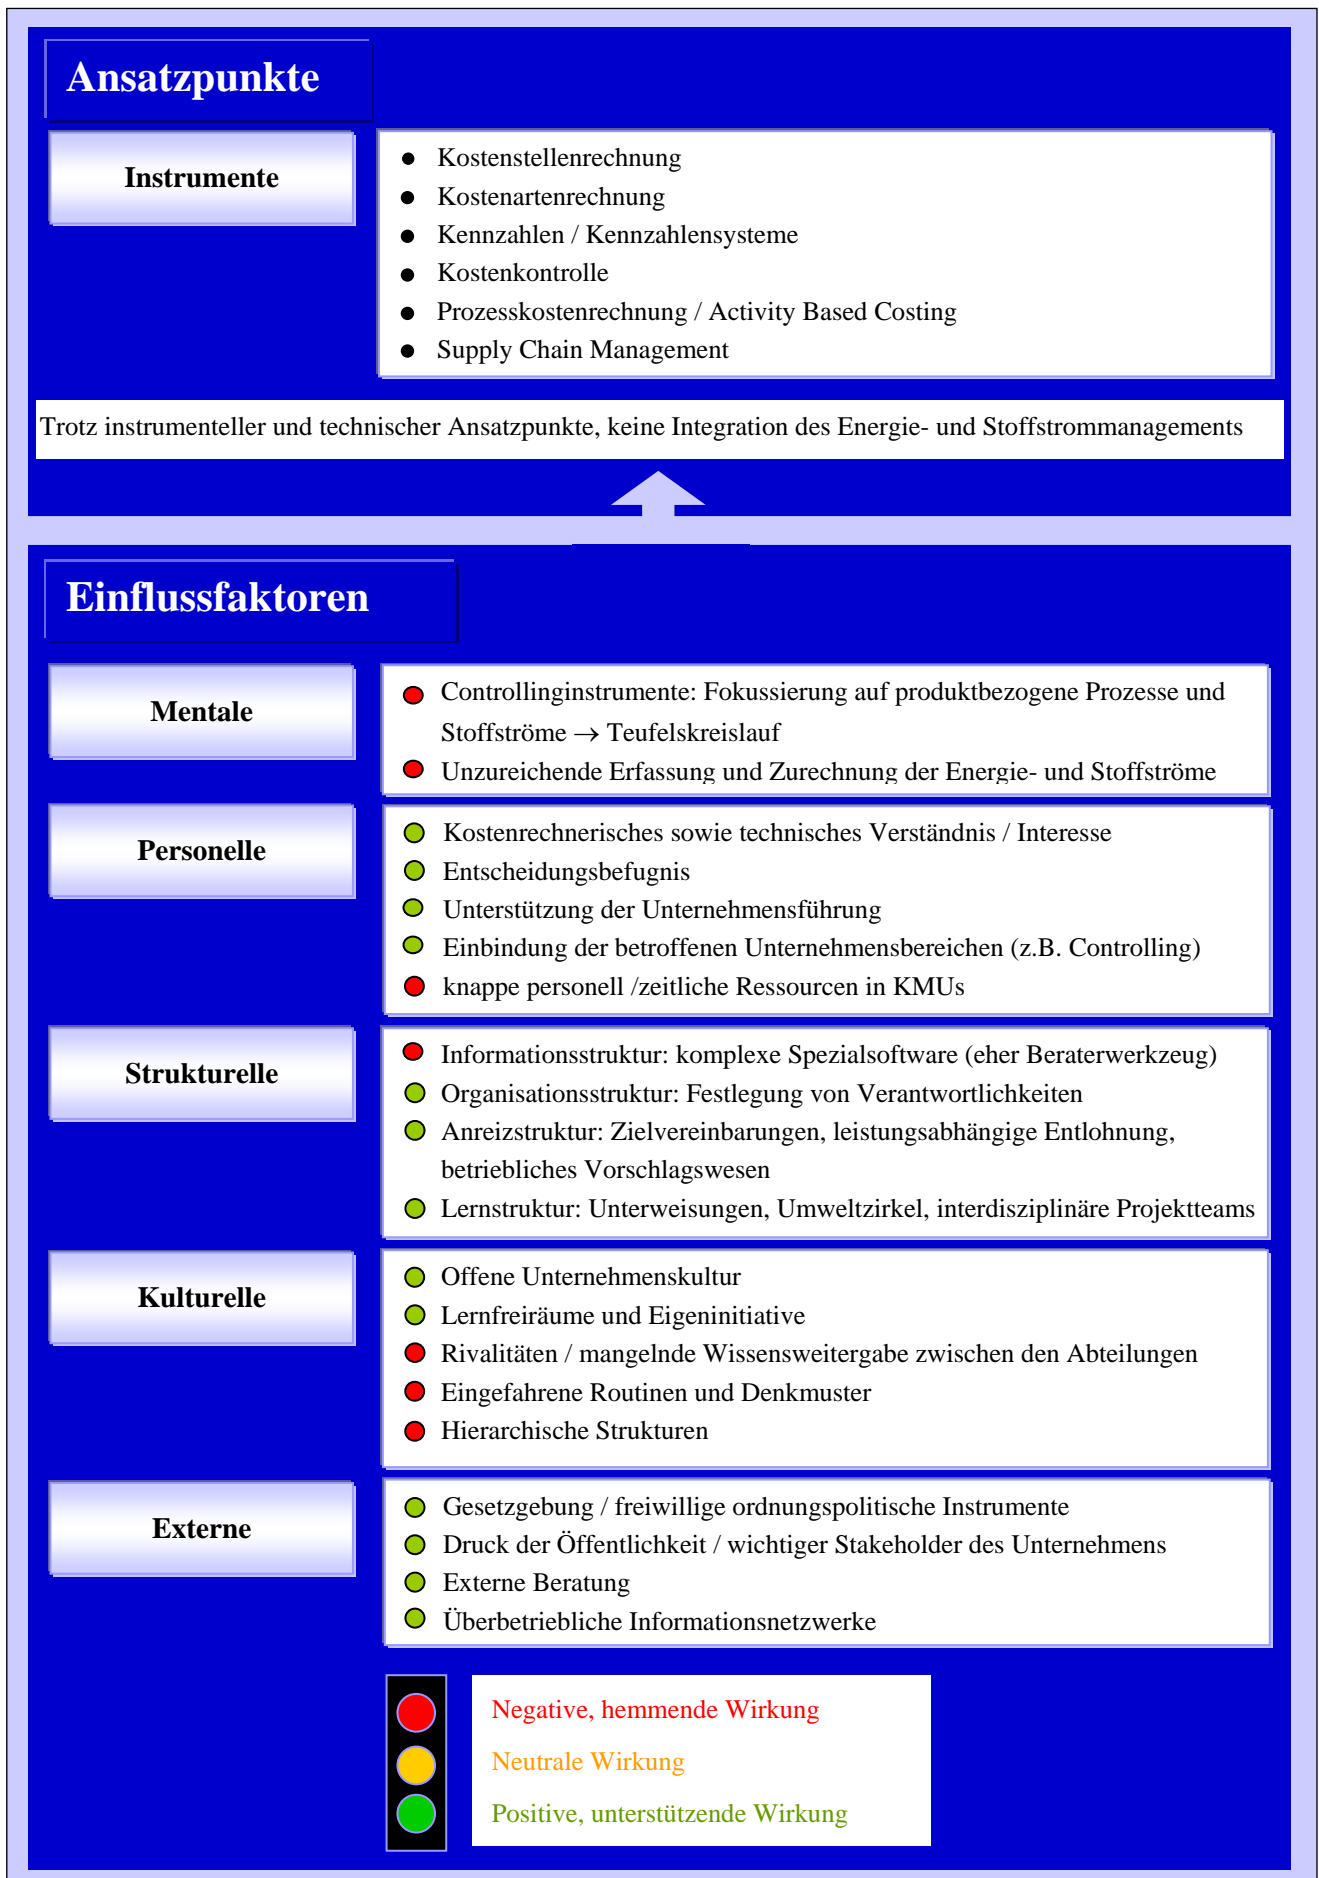 Ansatzpunkte
Instrumente
● Kostenstellenrechnung
● Kostenartenrechnung
● Kennzahlen / Kennzahlensysteme
● Kostenkontrolle
● Prozesskostenrechnung / Activity Based Costing
● Supply Chain Management
Trotz instrumenteller und technischer Ansatzpunkte, keine Integration des Energie- und Stoffstrommanagements
Einflussfaktoren
Mentale
Controllinginstrumente: Fokussierung auf produktbezogene Prozesse und
Stoffströme → Teufelskreislauf
Unzureichende Erfassung und Zurechnung der Energie- und Stoffströme
Personelle
Kostenrechnerisches sowie technisches Verständnis / Interesse
Entscheidungsbefugnis
Unterstützung der Unternehmensführung
Einbindung der betroffenen Unternehmensbereichen (z.B. Controlling)
knappe personell /zeitliche Ressourcen in KMUs
Strukturelle
Informationsstruktur: komplexe Spezialsoftware (eher Beraterwerkzeug)
Organisationsstruktur: Festlegung von Verantwortlichkeiten
Anreizstruktur: Zielvereinbarungen, leistungsabhängige Entlohnung,
betriebliches Vorschlagswesen
Lernstruktur: Unterweisungen, Umweltzirkel, interdisziplinäre Projektteams
Kulturelle
Offene Unternehmenskultur
Lernfreiräume und Eigeninitiative
Rivalitäten / mangelnde Wissensweitergabe zwischen den Abteilungen
Eingefahrene Routinen und Denkmuster
Hierarchische Strukturen
Externe
Gesetzgebung / freiwillige ordnungspolitische Instrumente
Druck der Öffentlichkeit / wichtiger Stakeholder des Unternehmens
Externe Beratung
Überbetriebliche Informationsnetzwerke
Negative, hemmende Wirkung
Neutrale Wirkung
Positive, unterstützende Wirkung